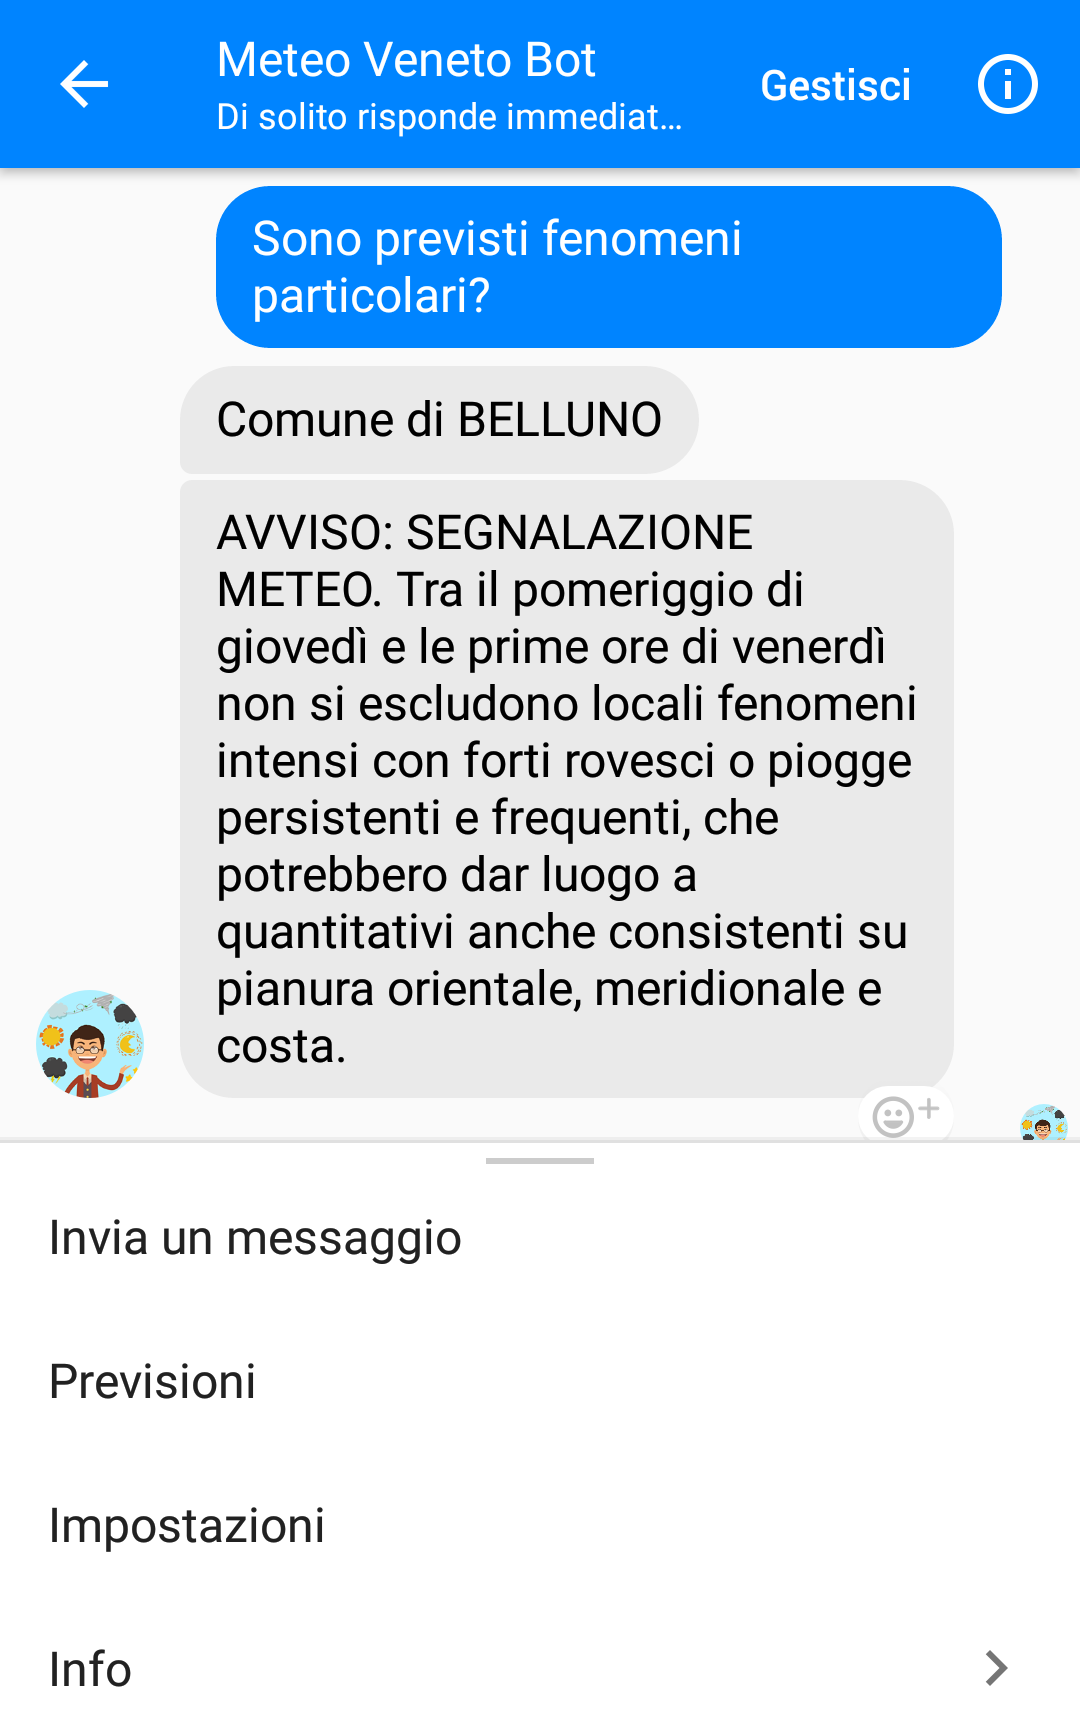 Meteo Veneto Bot
Di solito risponde immediat...
Gestisci
Sono previsti fenomeni
particolari?
Comune di BELLUNO
AVVISO: SEGNALAZIONE
METEO. Tra il pomeriggio di
giovedì e le prime ore di venerdì
non si escludono locali fenomeni
intensi con forti rovesci o piogge
persistenti e frequenti, che
potrebbero dar luogo a
quantitativi anche consistenti su
pianura orientale, meridionale e
costa.
Invia un messaggio
Previsioni
Impostazioni
Info